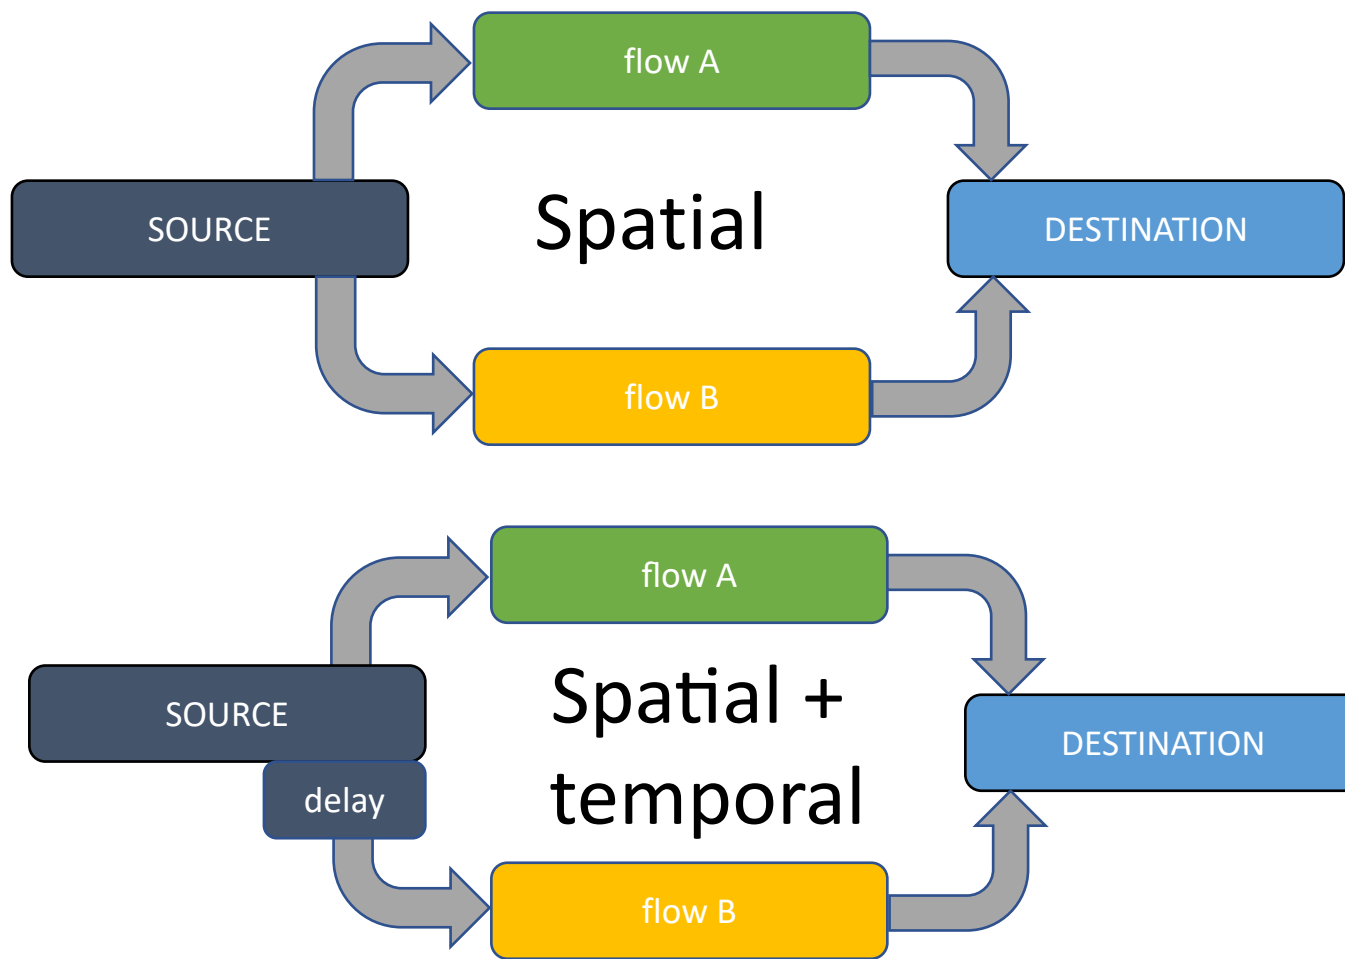 flow A
SOURCE
Spatial
DESTINATION
flow B
flow A
SOURCE
Spatial +
DESTINATION
delay
temporal
flow B